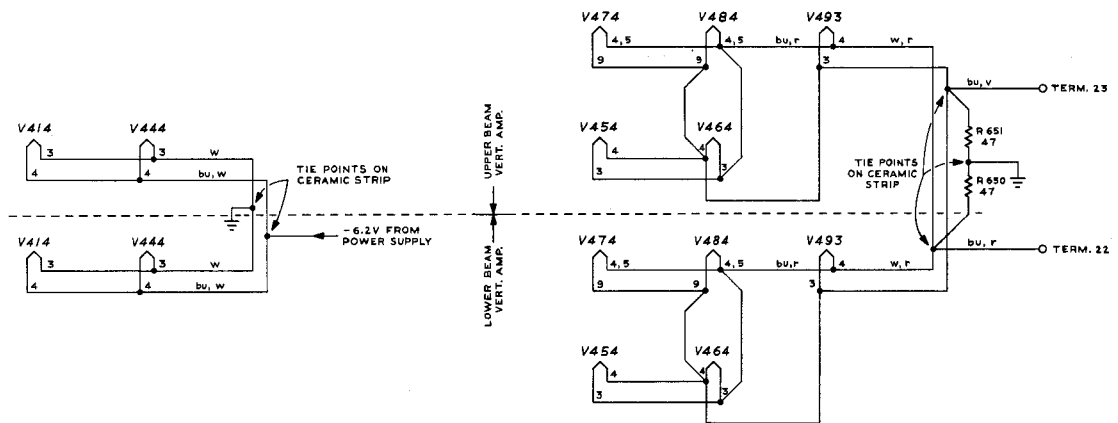 V474 V484 V493
4, 5 4, 5 bu, r 4 w, r
9 9 3
bu, v TERM. 23
V414 V444
3 3 w
4 4 bu, w
V454 V464
4 4
3 3
R 651
47
TIE POINTS ON
CERAMIC STRIP
TIE POINTS
ON CERAMIC
STRIP
R 650
47
UPPER BEAM
VERT. AMP.
LOWER BEAM
VERT. AMP.
-6.2V FROM
POWER SUPPLY
V414 V444
3 3 w
4 4 bu, w
V474 V484 V493
4, 5 4, 5 bu, r 4 w, r
9 9 3
bu, r TERM. 22
V454 V464
4 4
3 3